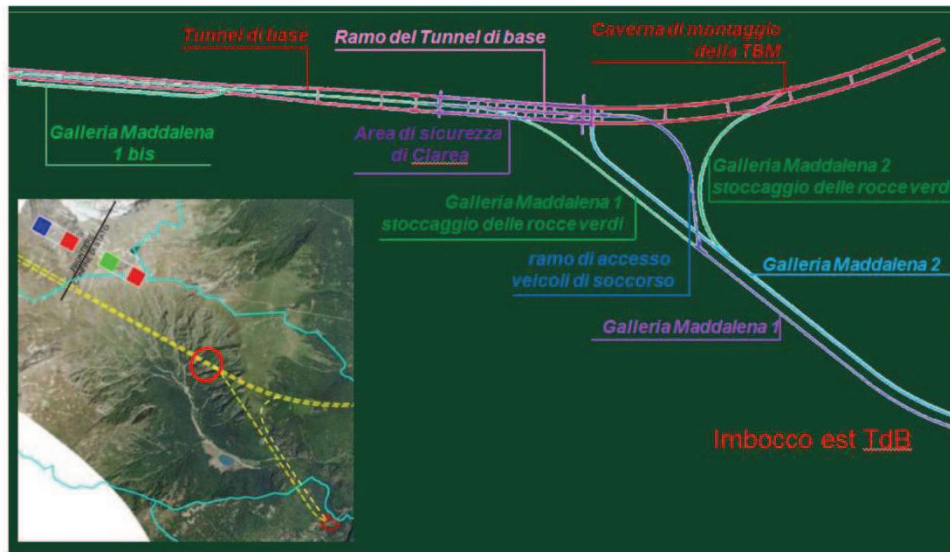 Tunnel di base
Ramo del Tunnel di base
Caverna di montaggio
della TBM
Galleria Maddalena
1 bis
Area di sicurezza
di Clarea
Galleria Maddalena 2
stoccaggio delle rocce verdi
Galleria Maddalena 1
stoccaggio delle rocce verdi
ramo di accesso
veicoli di soccorso
Galleria Maddalena 2
Galleria Maddalena 1
Imbocco est TdB